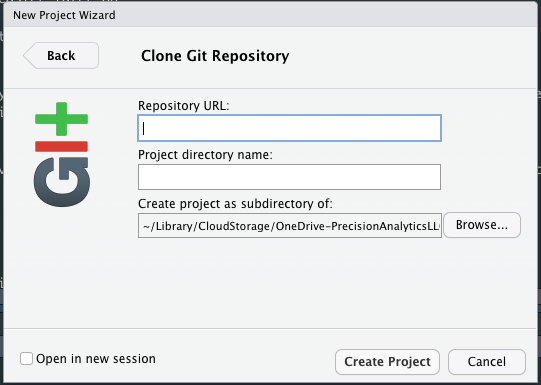 New Project Wizard
Back
Clone Git Repository
Repository URL:
Project directory name:
Create project as subdirectory of:
~/Library/CloudStorage/OneDrive-PrecisionAnalyticsLL
Browse...
GIt
Open in new session
Create Project
Cancel